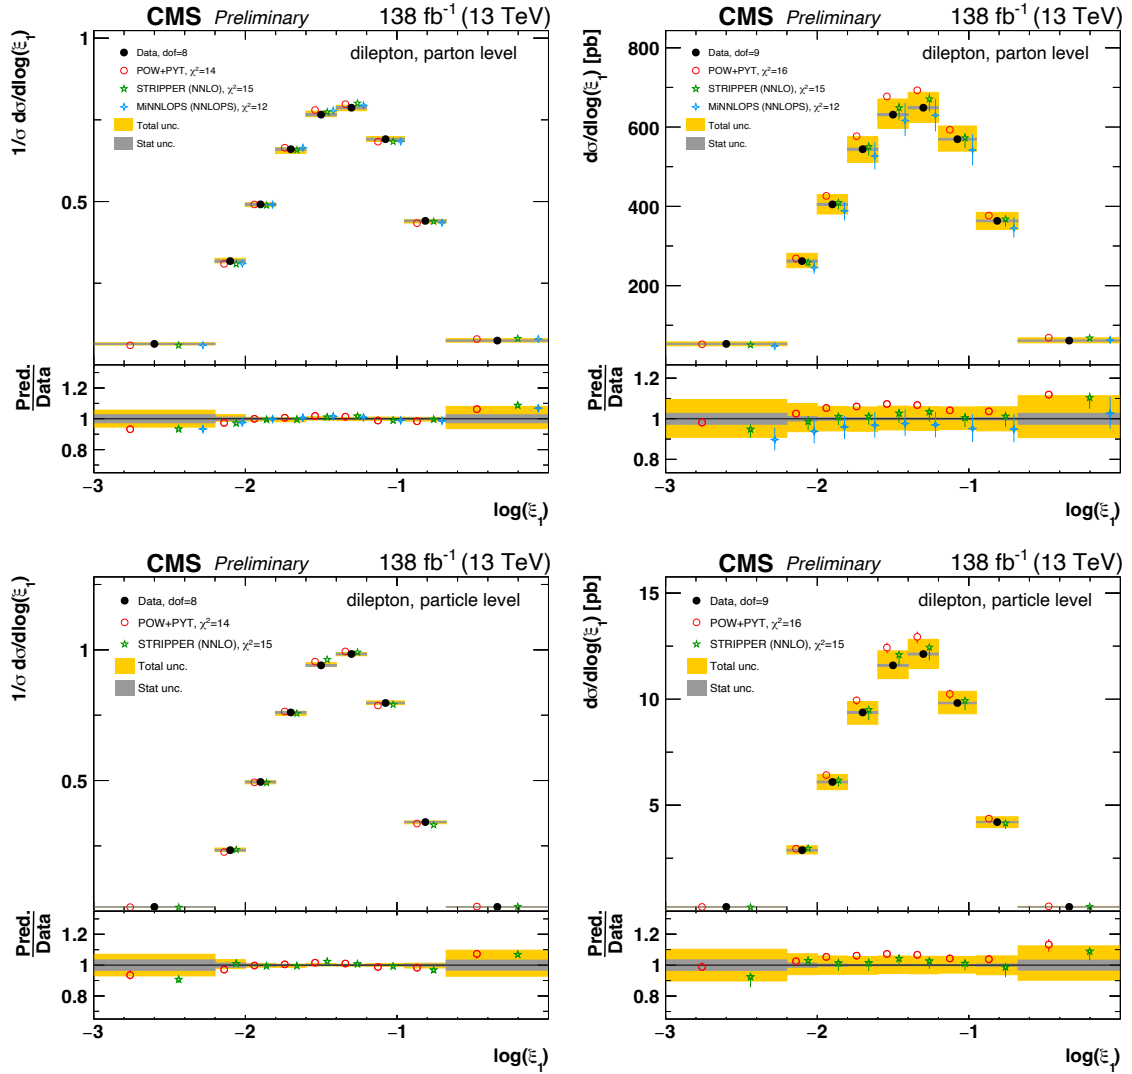 CMS Preliminary 138 fb⁻¹ (13 TeV)
1/σ dσ/dlog(ξ₁)
dilepton, parton level
Data, dof=8
POW+PYT, χ²=14
STRIPPER (NNLO), χ²=15
MiNNLOPS (NNLOPS), χ²=12
Total unc.
Stat unc.
1
0.5
Pred.
Data
1.2
1
0.8
−3 −2 −1
log(ξ₁)
CMS Preliminary 138 fb⁻¹ (13 TeV)
dσ/dlog(ξ₁) [pb]
dilepton, parton level
Data, dof=9
POW+PYT, χ²=16
STRIPPER (NNLO), χ²=15
MiNNLOPS (NNLOPS), χ²=12
Total unc.
Stat unc.
800
600
400
200
Pred.
Data
1.2
1
0.8
−3 −2 −1
log(ξ₁)
CMS Preliminary 138 fb⁻¹ (13 TeV)
1/σ dσ/dlog(ξ₁)
dilepton, particle level
Data, dof=8
POW+PYT, χ²=14
STRIPPER (NNLO), χ²=15
Total unc.
Stat unc.
1
0.5
Pred.
Data
1.2
1
0.8
−3 −2 −1
log(ξ₁)
CMS Preliminary 138 fb⁻¹ (13 TeV)
dσ/dlog(ξ₁) [pb]
dilepton, particle level
Data, dof=9
POW+PYT, χ²=16
STRIPPER (NNLO), χ²=15
Total unc.
Stat unc.
15
10
5
Pred.
Data
1.2
1
0.8
−3 −2 −1
log(ξ₁)